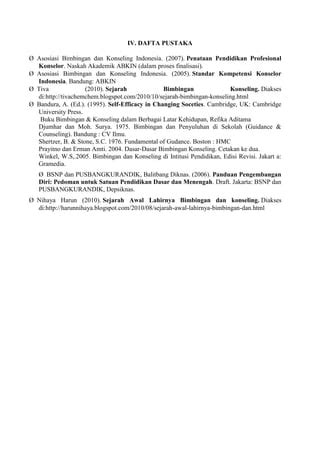 IV. DAFTA PUSTAKA
Ø Asosiasi Bimbingan dan Konseling Indonesia. (2007). Penataan Pendidikan Profesional
Konselor. Naskah Akademik ABKIN (dalam proses finalisasi).
Ø Asosiasi Bimbingan dan Konseling Indonesia. (2005). Standar Kompetensi Konselor
Indonesia. Bandung: ABKIN
Ø Tiva (2010). Sejarah Bimbingan Konseling. Diakses
di:http://tivachemchem.blogspot.com/2010/10/sejarah-bimbingan-konseling.html
Ø Bandura, A. (Ed.). (1995). Self-Efficacy in Changing Soceties. Cambridge, UK: Cambridge
University Press.
Buku Bimbingan & Konseling dalam Berbagai Latar Kehidupan, Refika Aditama
Djumhar dan Moh. Surya. 1975. Bimbingan dan Penyuluhan di Sekolah (Guidance &
Counseling). Bandung : CV Ilmu.
Shertzer, B. & Stone, S.C. 1976. Fundamental of Gudance. Boston : HMC
Prayitno dan Erman Amti. 2004. Dasar-Dasar Bimbingan Konseling. Cetakan ke dua.
Winkel, W.S,.2005. Bimbingan dan Konseling di Intitusi Pendidikan, Edisi Revisi. Jakart a:
Gramedia.
Ø BSNP dan PUSBANGKURANDIK, Balitbang Diknas. (2006). Panduan Pengembangan
Diri: Pedoman untuk Satuan Pendidikan Dasar dan Menengah. Draft. Jakarta: BSNP dan
PUSBANGKURANDIK, Depsiknas.
Ø Nihaya Harun (2010). Sejarah Awal Lahirnya Bimbingan dan konseling. Diakses
di:http://harunnihaya.blogspot.com/2010/08/sejarah-awal-lahirnya-bimbingan-dan.html